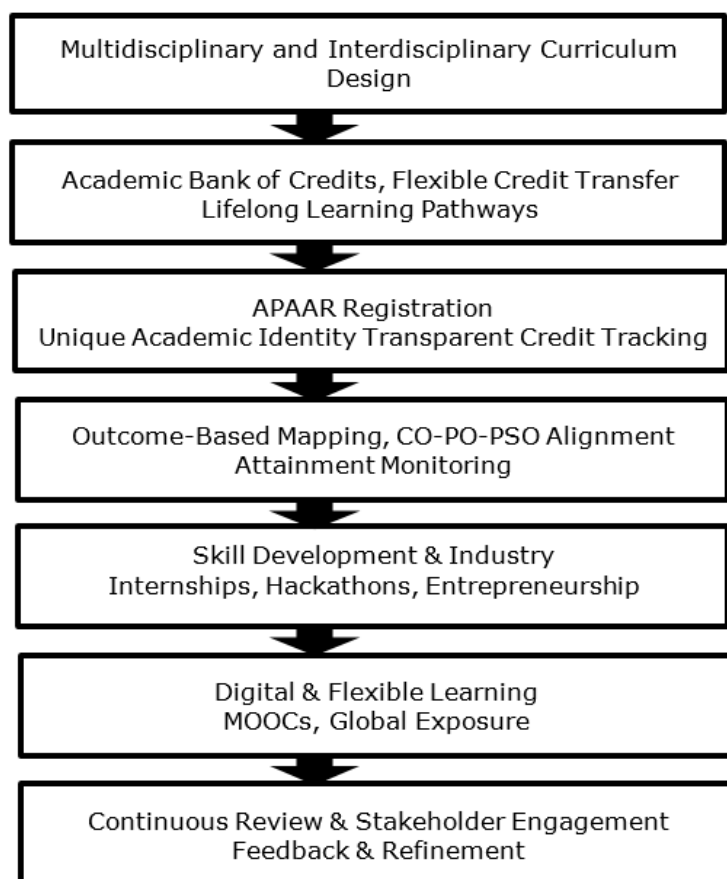 Multidisciplinary and Interdisciplinary Curriculum
Design
Academic Bank of Credits, Flexible Credit Transfer
Lifelong Learning Pathways
APAAR Registration
Unique Academic Identity Transparent Credit Tracking
Outcome-Based Mapping, CO-PO-PSO Alignment
Attainment Monitoring
Skill Development & Industry
Internships, Hackathons, Entrepreneurship
Digital & Flexible Learning
MOOCs, Global Exposure
Continuous Review & Stakeholder Engagement
Feedback & Refinement